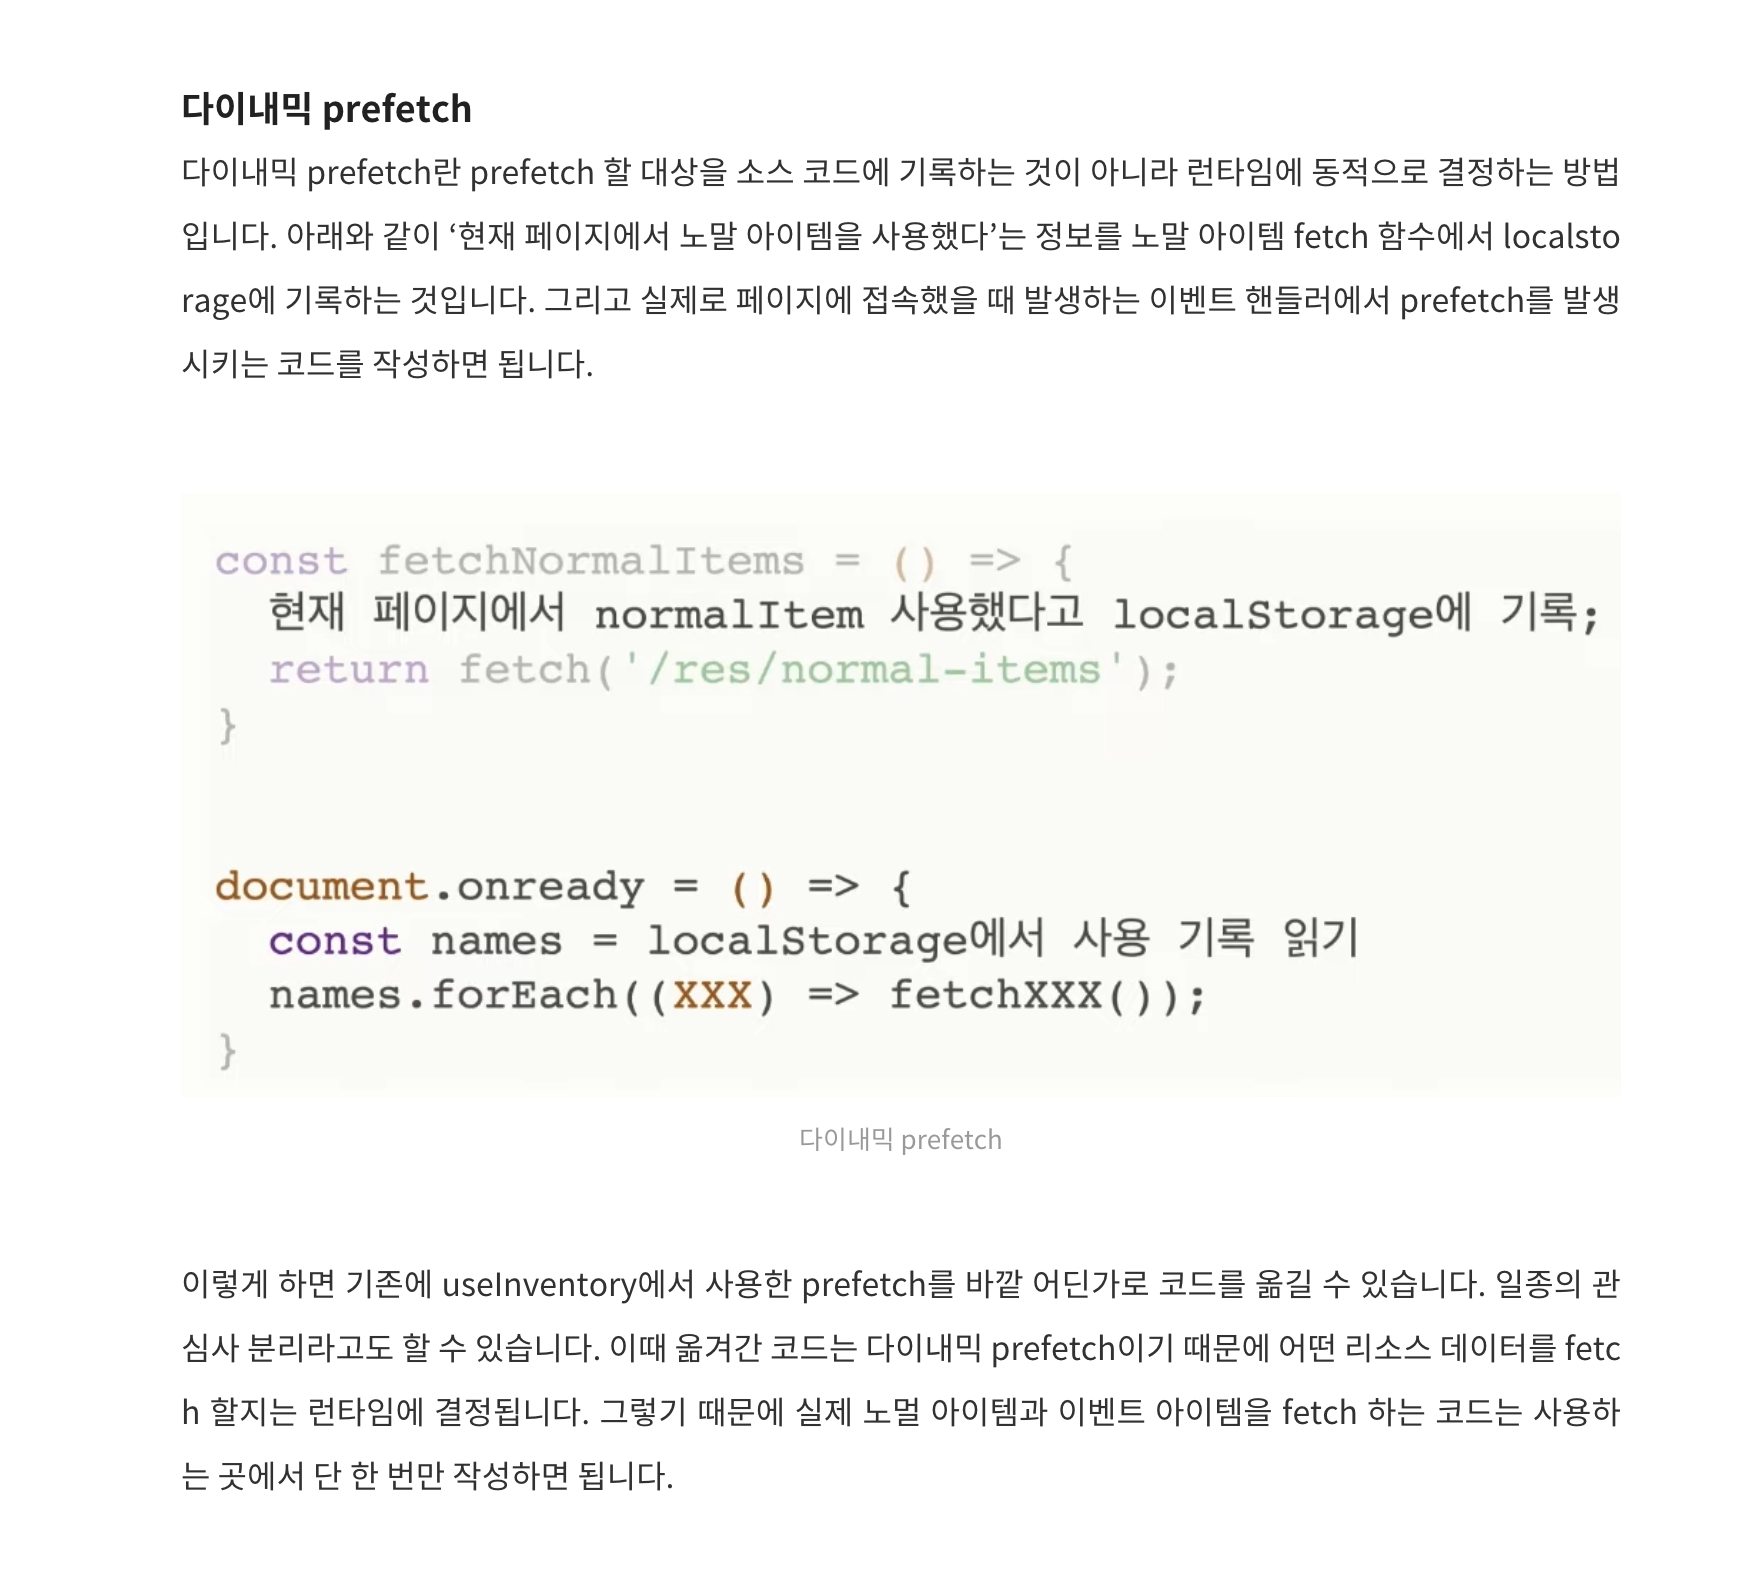 다이내믹 prefetch
다이내믹 prefetch란 prefetch 할 대상을 소스 코드에 기록하는 것이 아니라 런타임에 동적으로 결정하는 방법
입니다. 아래와 같이 ‘현재 페이지에서 노말 아이템을 사용했다’는 정보를 노말 아이템 fetch 함수에서 localsto
rage에 기록하는 것입니다. 그리고 실제로 페이지에 접속했을 때 발생하는 이벤트 핸들러에서 prefetch를 발생
시키는 코드를 작성하면 됩니다.
const fetchNormalItems = () => {
  현재 페이지에서 normalItem 사용했다고 localStorage에 기록;
  return fetch('/res/normal-items');
}
document.onready = () => {
  const names = localStorage에서 사용 기록 읽기
  names.forEach((XXX) => fetchXXX());
}
다이내믹 prefetch
이렇게 하면 기존에 useInventory에서 사용한 prefetch를 바깥 어딘가로 코드를 옮길 수 있습니다. 일종의 관
심사 분리라고도 할 수 있습니다. 이때 옮겨간 코드는 다이내믹 prefetch이기 때문에 어떤 리소스 데이터를 fetc
h 할지는 런타임에 결정됩니다. 그렇기 때문에 실제 노멀 아이템과 이벤트 아이템을 fetch 하는 코드는 사용하
는 곳에서 단 한 번만 작성하면 됩니다.